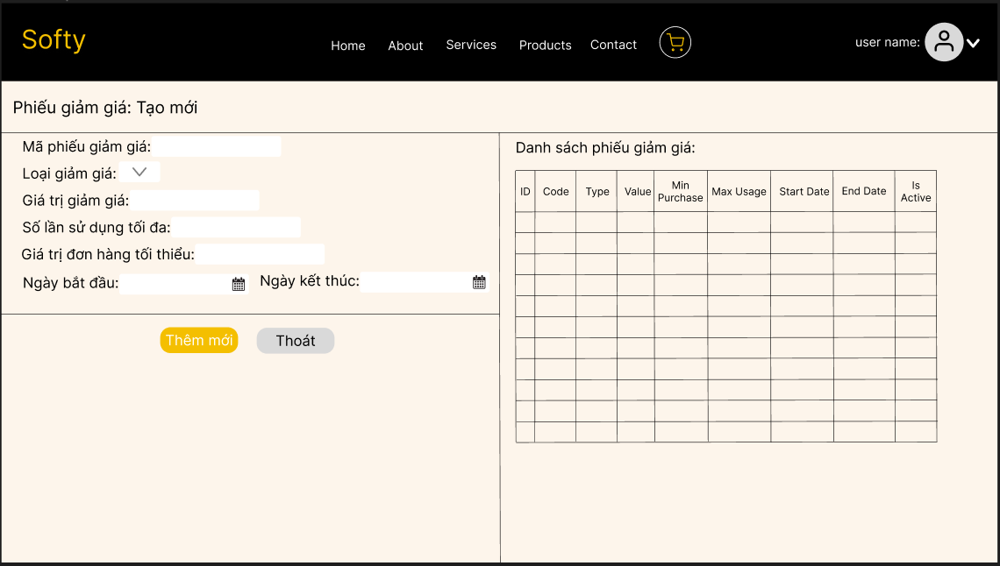 Softy
Home About Services Products Contact
user name:
Phiếu giảm giá: Tạo mới
Mã phiếu giảm giá:
Loại giảm giá:
Giá trị giảm giá:
Số lần sử dụng tối đa:
Giá trị đơn hàng tối thiểu:
Ngày bắt đầu: Ngày kết thúc:
Thêm mới Thoát
Danh sách phiếu giảm giá:
ID Code Type Value Min Purchase Max Usage Start Date End Date Is Active